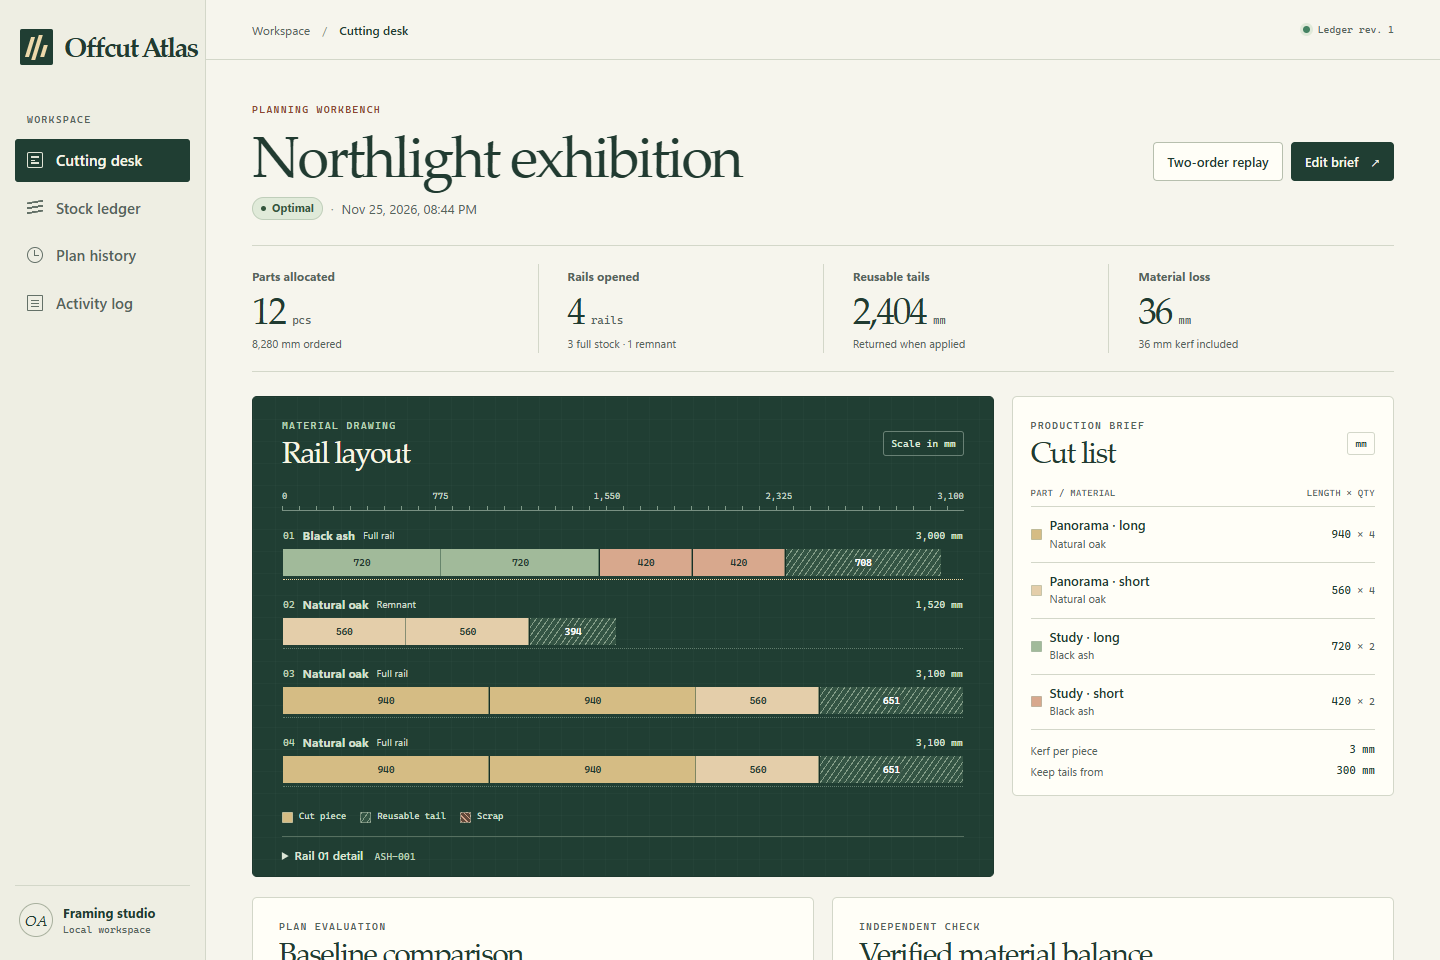 Offcut Atlas
WORKSPACE
Cutting desk
Stock ledger
Plan history
Activity log
OA
Framing studio
Local workspace
Workspace / Cutting desk
Ledger rev. 1
PLANNING WORKBENCH
Northlight exhibition
Optimal · Nov 25, 2026, 08:44 PM
Two-order replay
Edit brief ↗
Parts allocated
12 pcs
8,280 mm ordered
Rails opened
4 rails
3 full stock · 1 remnant
Reusable tails
2,404 mm
Returned when applied
Material loss
36 mm
36 mm kerf included
MATERIAL DRAWING
Rail layout
Scale in mm
0 775 1,550 2,325 3,100
01 Black ash Full rail 3,000 mm
720 720 420 420 708
02 Natural oak Remnant 1,520 mm
560 560 394
03 Natural oak Full rail 3,100 mm
940 940 560 651
04 Natural oak Full rail 3,100 mm
940 940 560 651
Cut piece Reusable tail Scrap
Rail 01 detail ASH-001
PRODUCTION BRIEF
Cut list
mm
PART / MATERIAL LENGTH × QTY
Panorama · long
Natural oak
940 × 4
Panorama · short
Natural oak
560 × 4
Study · long
Black ash
720 × 2
Study · short
Black ash
420 × 2
Kerf per piece 3 mm
Keep tails from 300 mm
PLAN EVALUATION
Baseline comparison
INDEPENDENT CHECK
Verified material balance